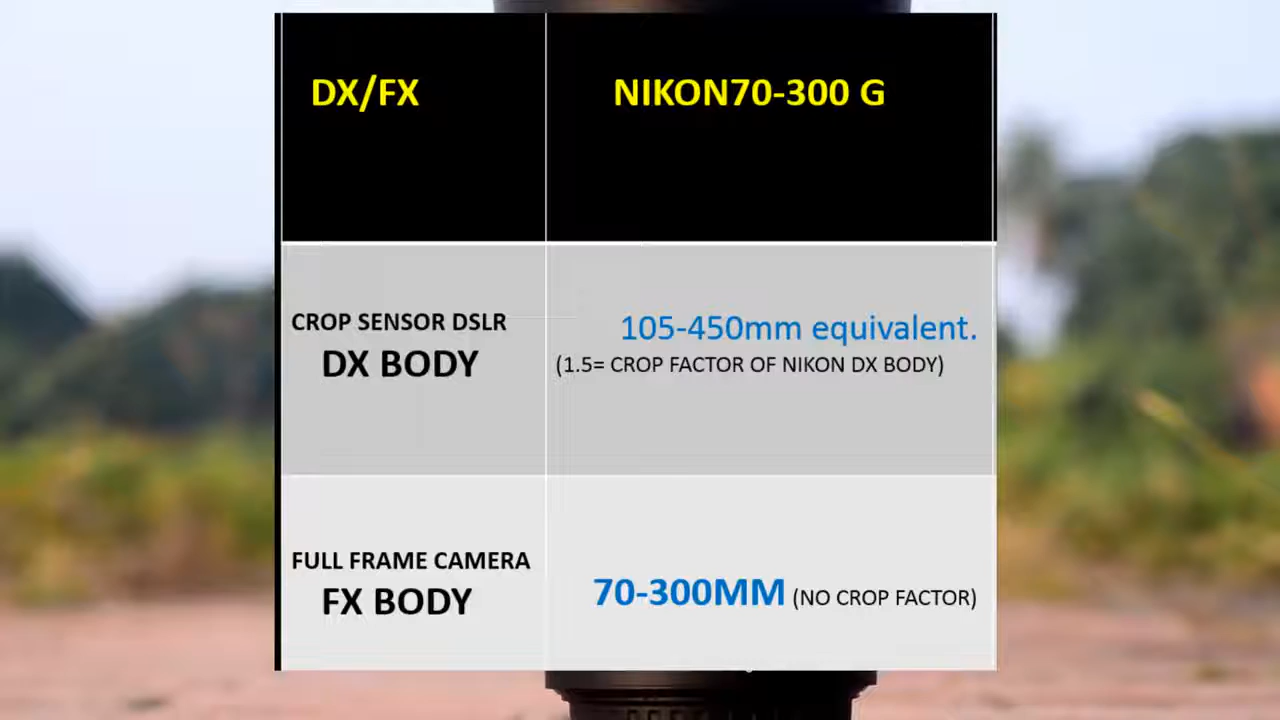 DX/FX
NIKON70-300 G
CROP SENSOR DSLR
DX BODY
105-450mm equivalent.
(1.5= CROP FACTOR OF NIKON DX BODY)
FULL FRAME CAMERA
FX BODY
70-300MM (NO CROP FACTOR)